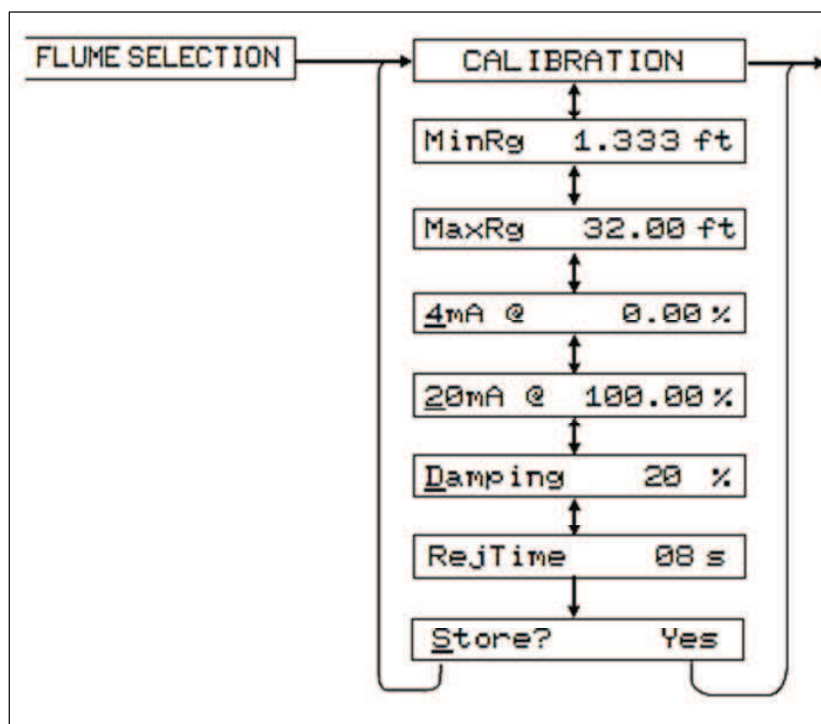 FLUME SELECTION
CALIBRATION
MinRg 1.333 ft
MaxRg 32.00 ft
4mA @ 0.00 %
20mA @ 100.00 %
Damping 20 %
RejTime 08 s
Store? Yes